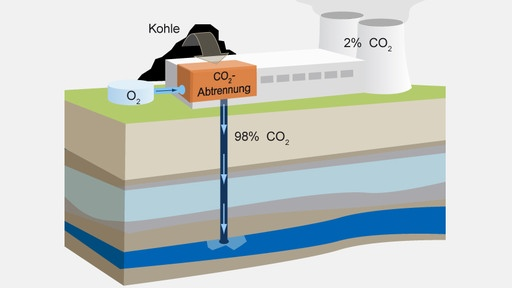 Kohle
2% CO₂
CO₂-
Abtrennung
O₂
98% CO₂